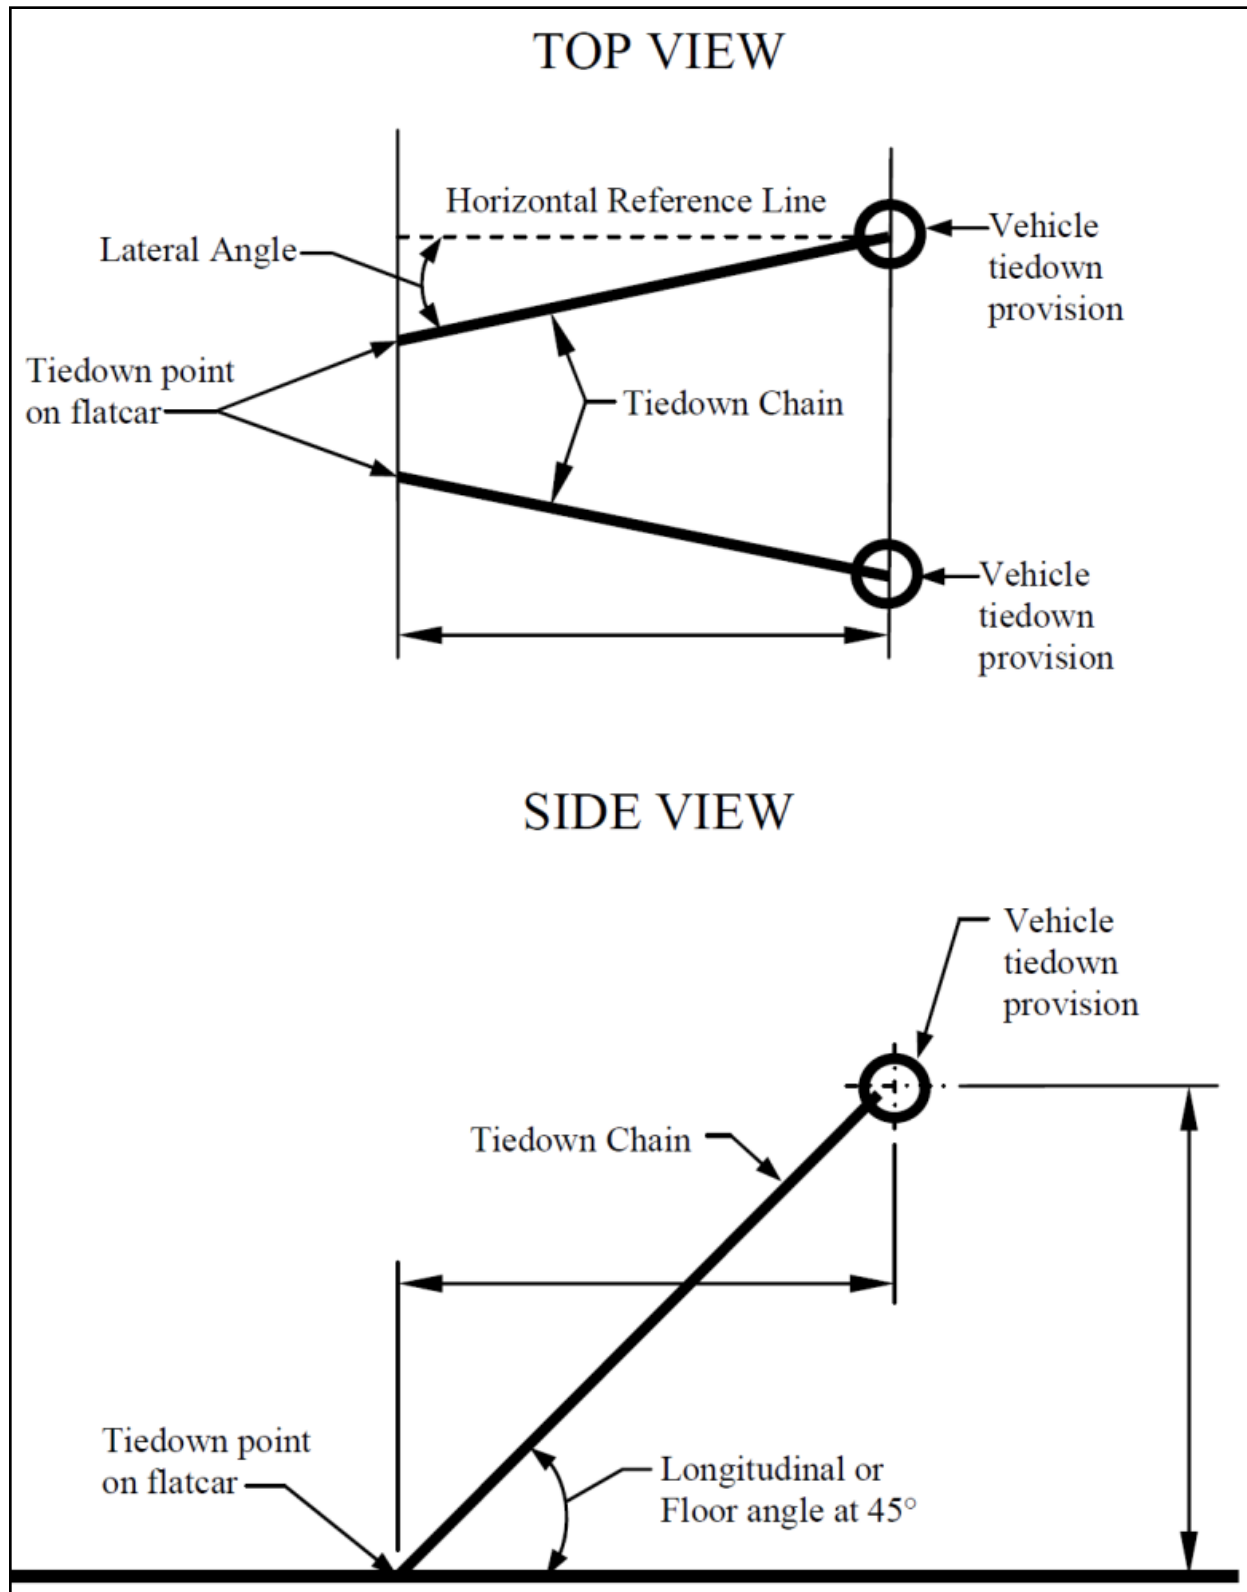 TOP VIEW
Horizontal Reference Line
Lateral Angle
Vehicle
tiedown
provision
Tiedown point
on flatcar
Tiedown Chain
Vehicle
tiedown
provision
SIDE VIEW
Vehicle
tiedown
provision
Tiedown Chain
Tiedown point
on flatcar
Longitudinal or
Floor angle at 45°